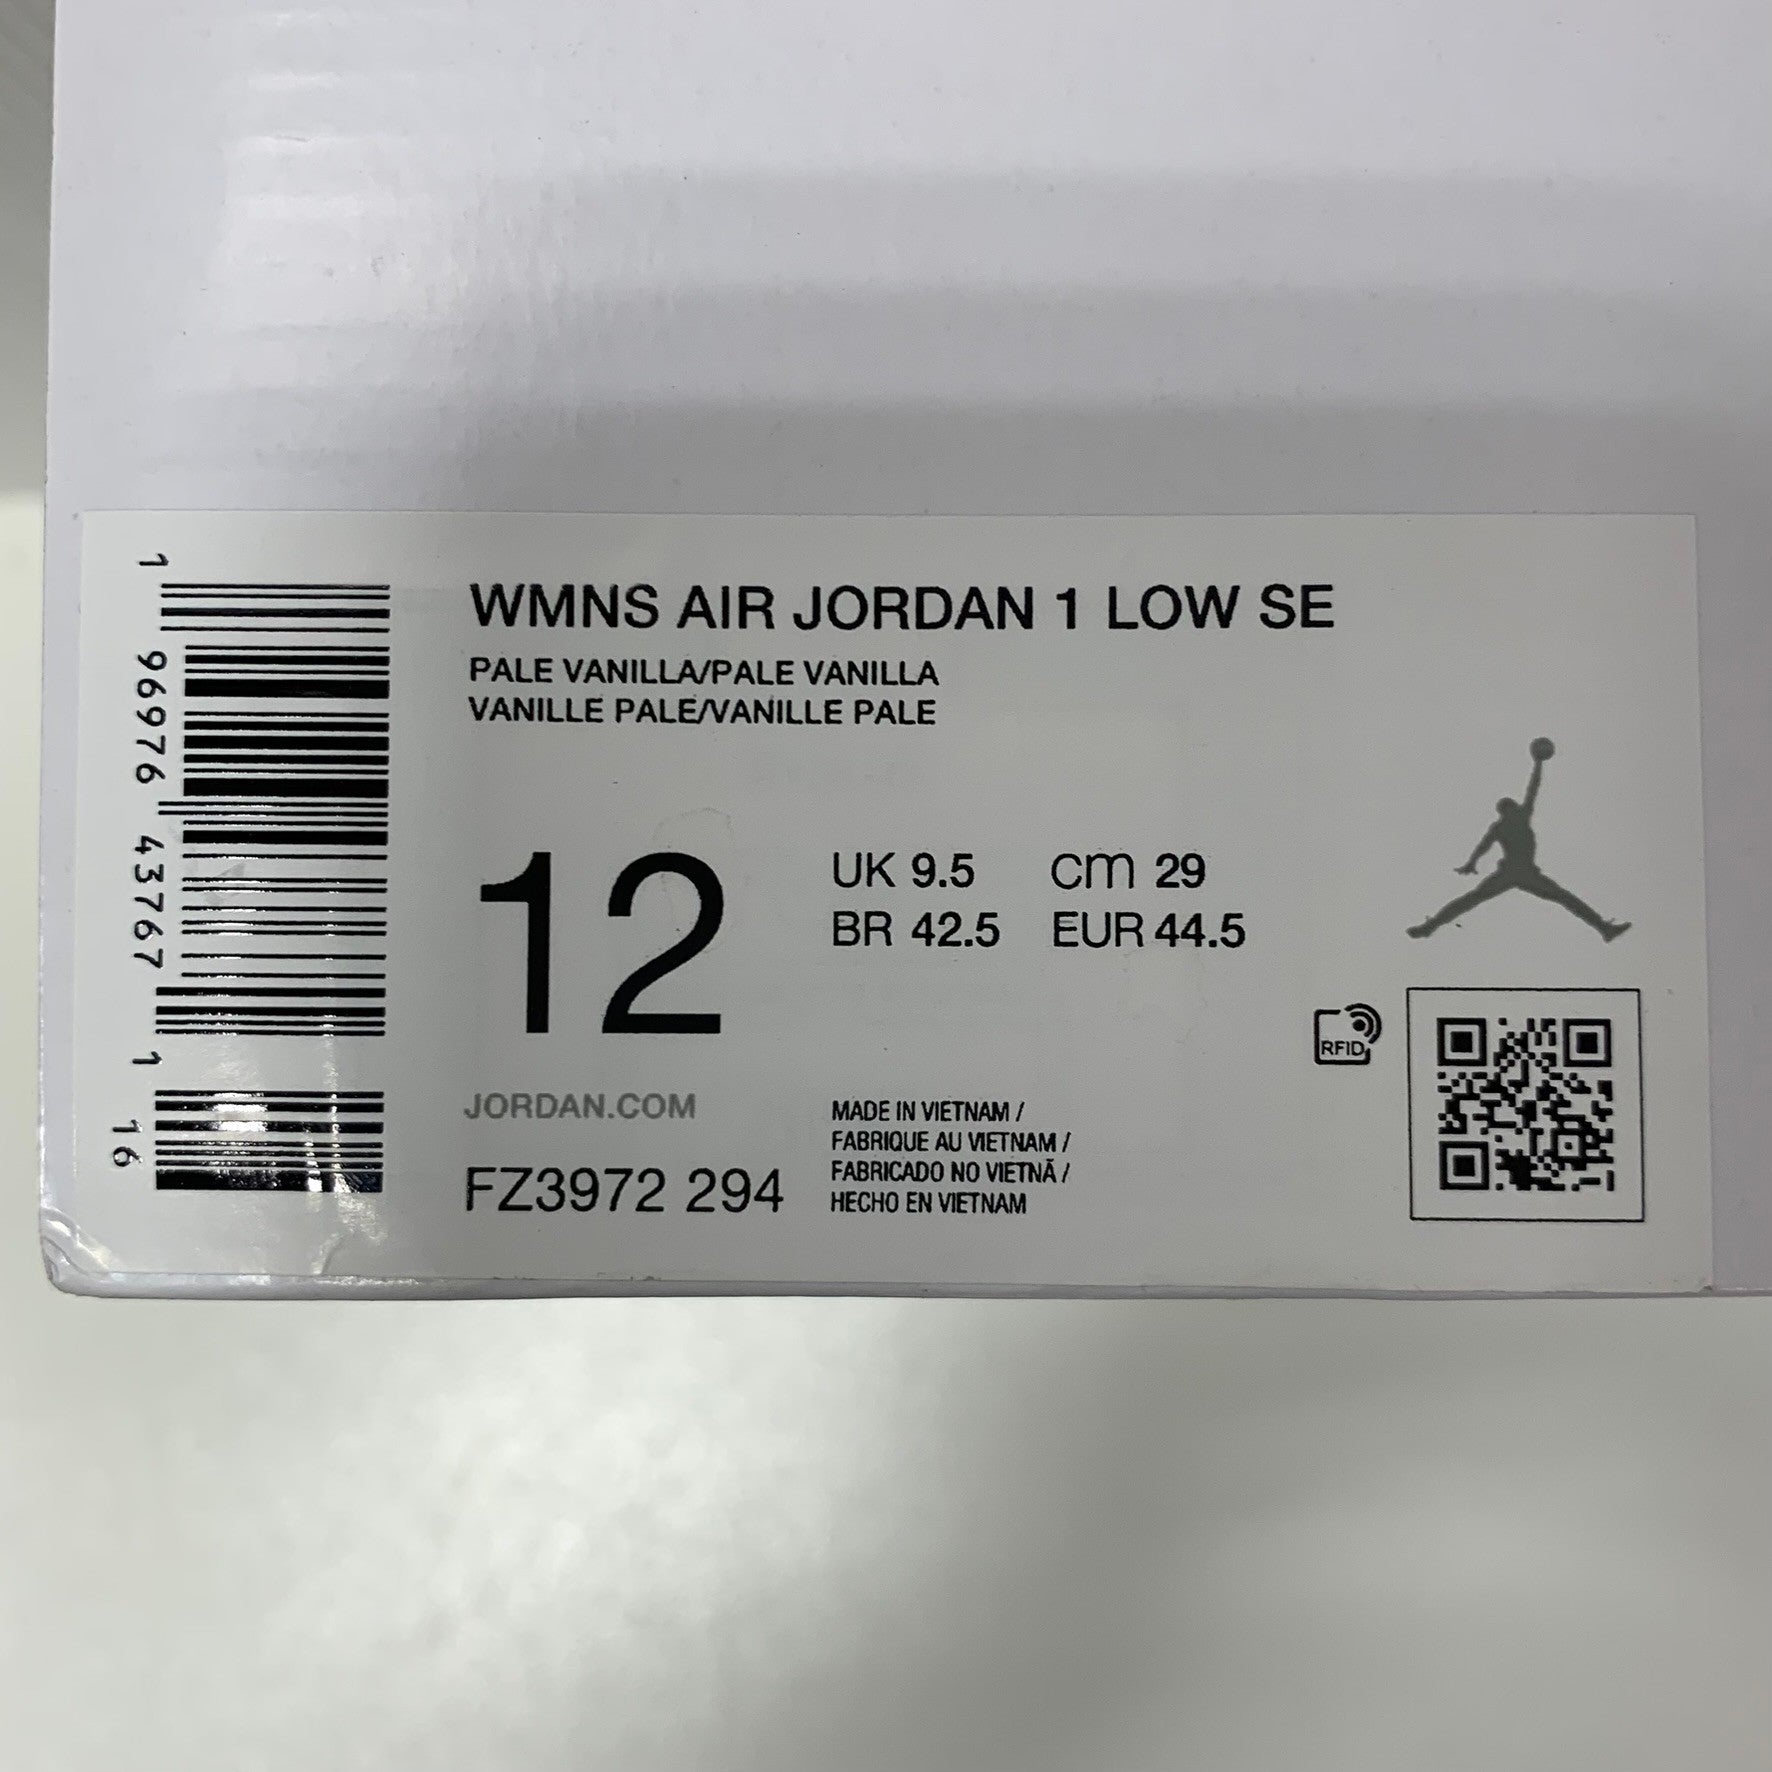 WMNS AIR JORDAN 1 LOW SE
PALE VANILLA/PALE VANILLA
VANILLE PALE/VANILLE PALE
12
UK 9.5 cm 29
BR 42.5 EUR 44.5
RFID
JORDAN.COM
FZ3972 294
MADE IN VIETNAM /
FABRIQUE AU VIETNAM /
FABRICADO NO VIETNÃ /
HECHO EN VIETNAM
1 96976 43767 1
16